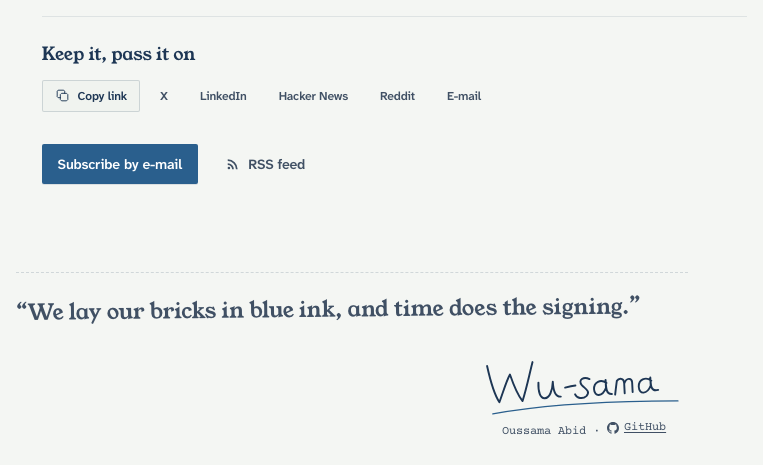 Keep it, pass it on
Copy link X LinkedIn Hacker News Reddit E-mail
Subscribe by e-mail RSS feed
“We lay our bricks in blue ink, and time does the signing.”
Wu-sama
Oussama Abid · GitHub